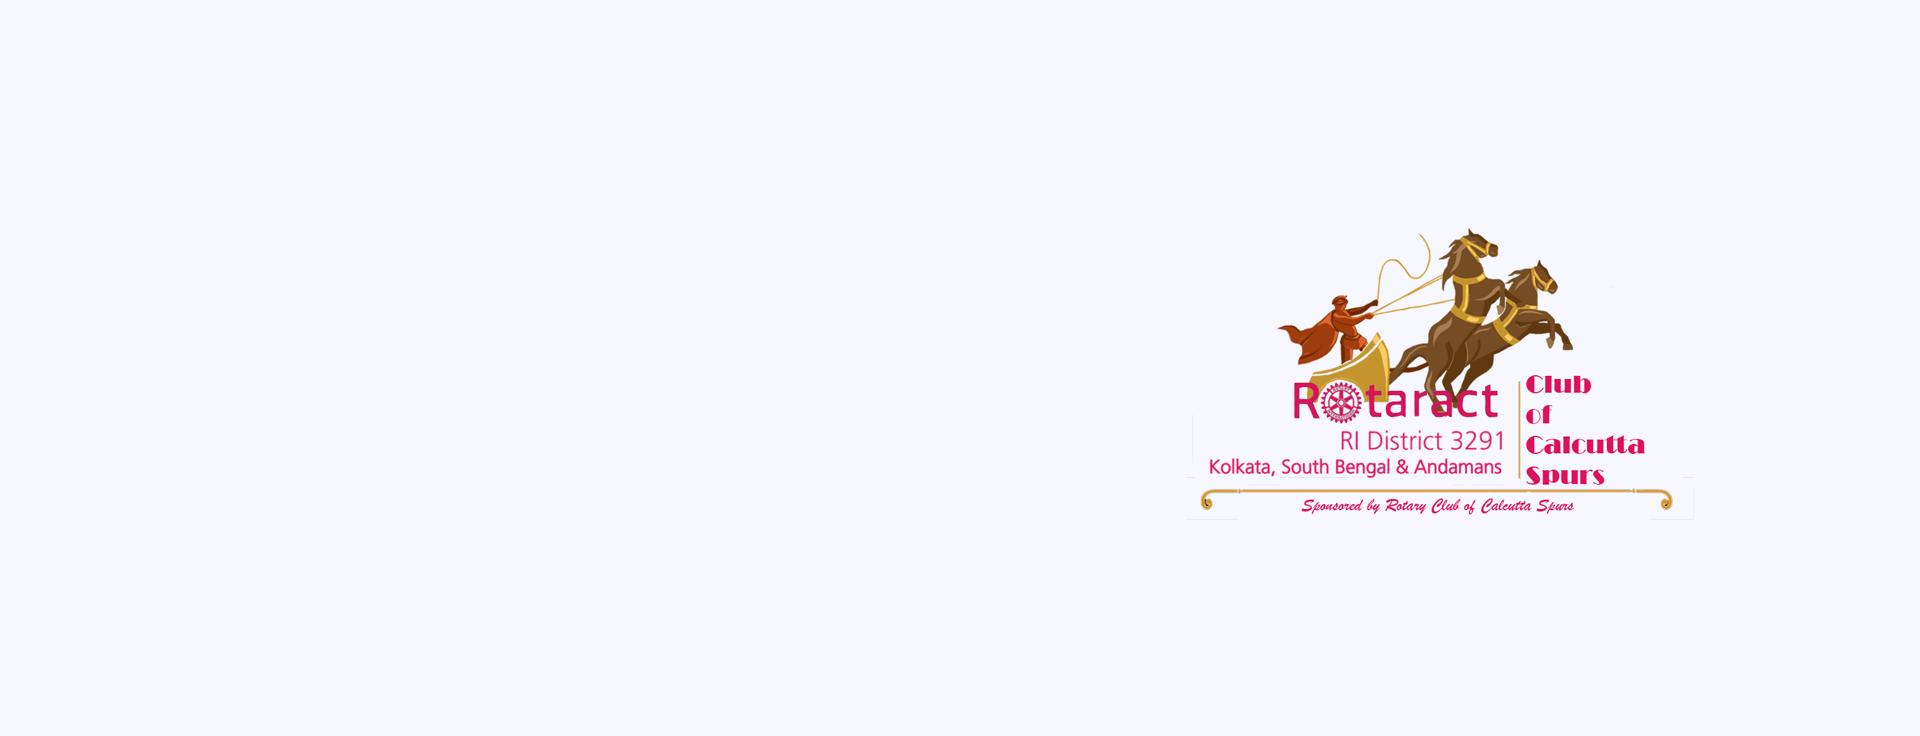 Rotaract
RI District 3291
Kolkata, South Bengal & Andamans
Club
of
Calcutta
Spurs
Sponsored by Rotary Club of Calcutta Spurs